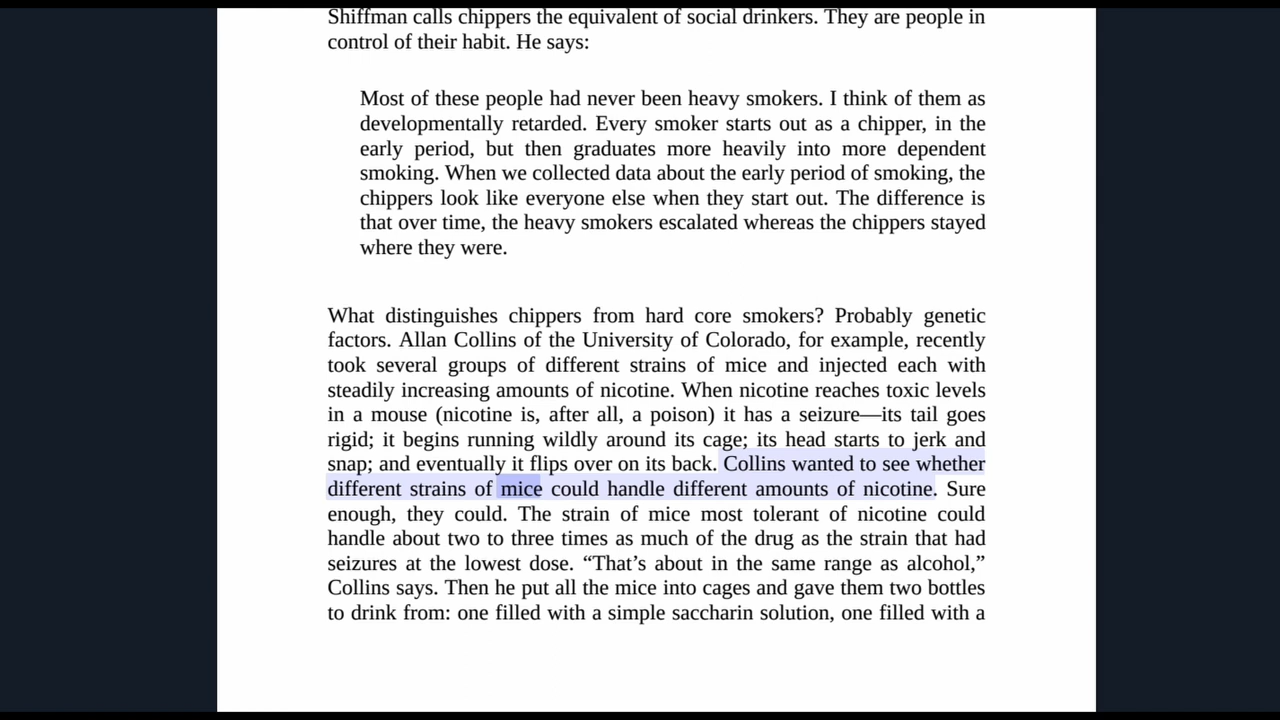 Shiffman calls chippers the equivalent of social drinkers. They are people in
control of their habit. He says:
Most of these people had never been heavy smokers. I think of them as
developmentally retarded. Every smoker starts out as a chipper, in the
early period, but then graduates more heavily into more dependent
smoking. When we collected data about the early period of smoking, the
chippers look like everyone else when they start out. The difference is
that over time, the heavy smokers escalated whereas the chippers stayed
where they were.
What distinguishes chippers from hard core smokers? Probably genetic
factors. Allan Collins of the University of Colorado, for example, recently
took several groups of different strains of mice and injected each with
steadily increasing amounts of nicotine. When nicotine reaches toxic levels
in a mouse (nicotine is, after all, a poison) it has a seizure—its tail goes
rigid; it begins running wildly around its cage; its head starts to jerk and
snap; and eventually it flips over on its back. Collins wanted to see whether
different strains of mice could handle different amounts of nicotine. Sure
enough, they could. The strain of mice most tolerant of nicotine could
handle about two to three times as much of the drug as the strain that had
seizures at the lowest dose. “That’s about in the same range as alcohol,”
Collins says. Then he put all the mice into cages and gave them two bottles
to drink from: one filled with a simple saccharin solution, one filled with a